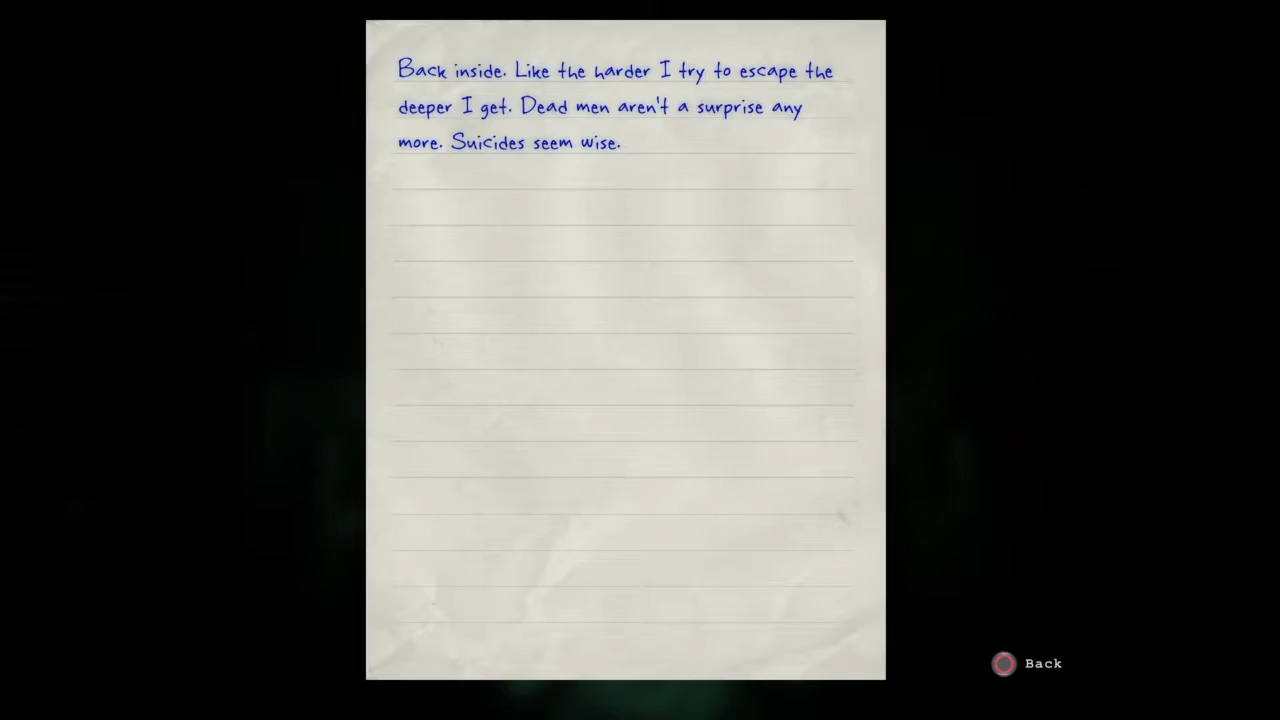 Back inside. Like the harder I try to escape the
deeper I get. Dead men aren't a surprise any
more. Suicides seem wise.
Back